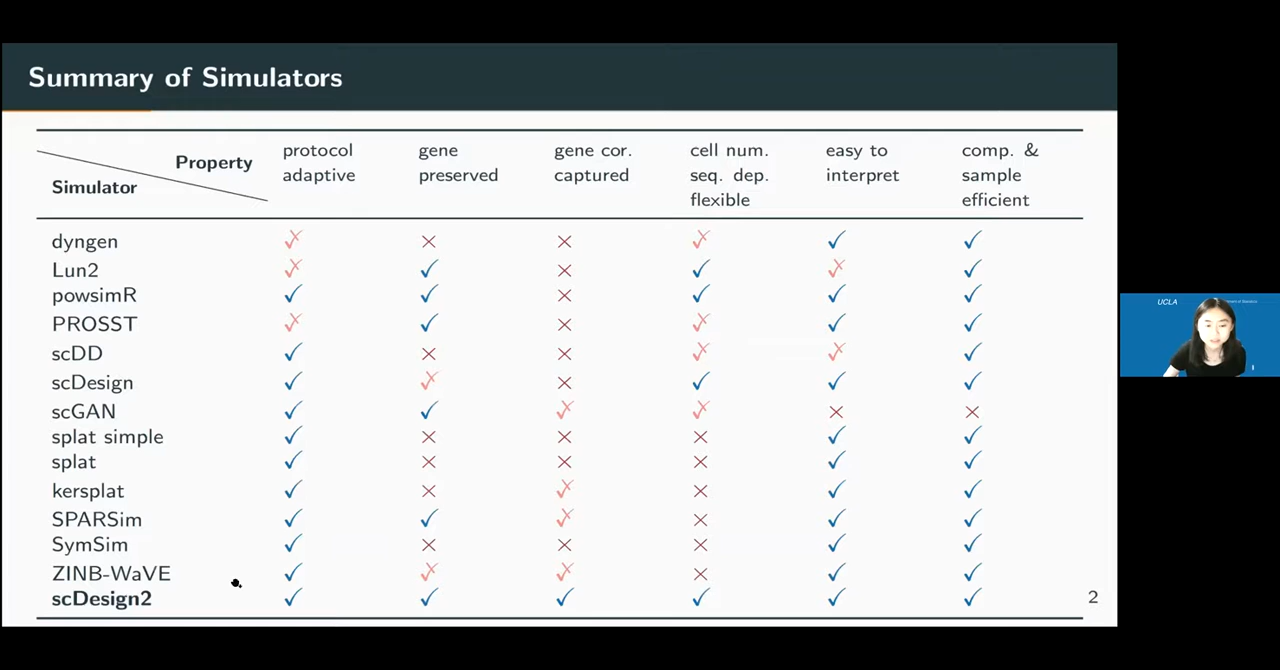 Summary of Simulators
Property
Simulator
protocol adaptive
gene preserved
gene cor. captured
cell num. seq. dep. flexible
easy to interpret
comp. & sample efficient
dyngen
Lun2
powsimR
PROSST
scDD
scDesign
scGAN
splat simple
splat
kersplat
SPARSim
SymSim
ZINB-WaVE
scDesign2
2
UCLA